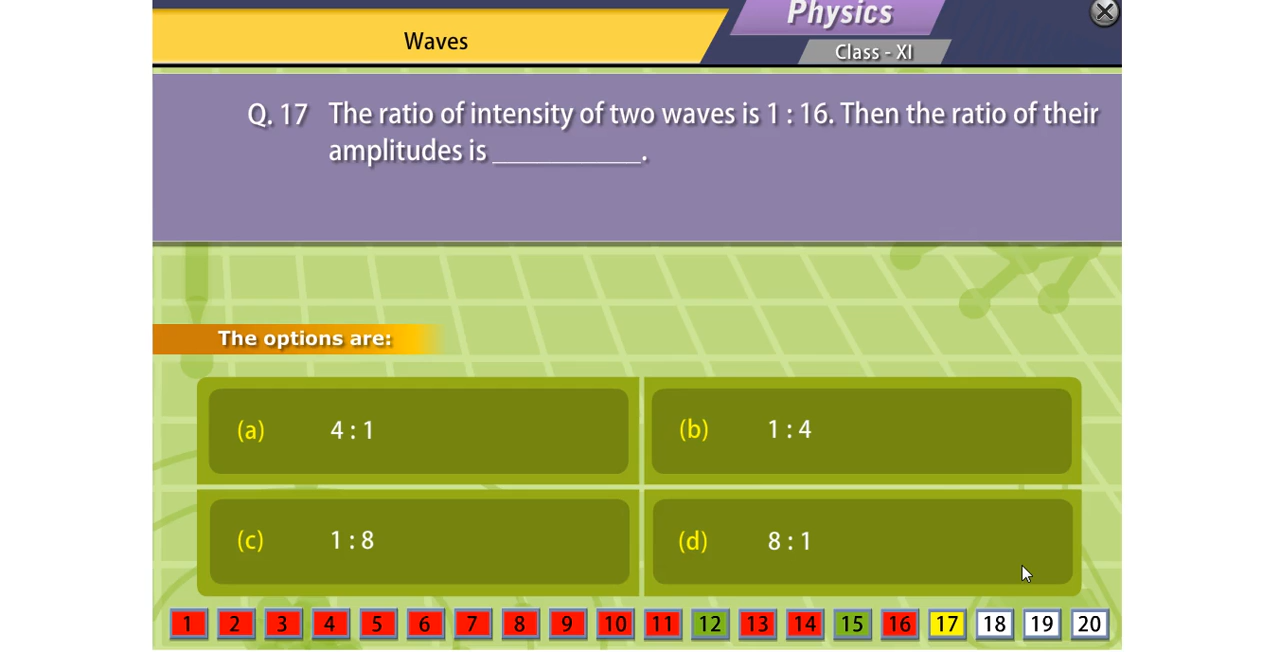 Physics
Waves
Class - XI
Q. 17 The ratio of intensity of two waves is 1 : 16. Then the ratio of their
amplitudes is __________.
The options are:
(a) 4 : 1
(b) 1 : 4
(c) 1 : 8
(d) 8 : 1
1 2 3 4 5 6 7 8 9 10 11 12 13 14 15 16 17 18 19 20